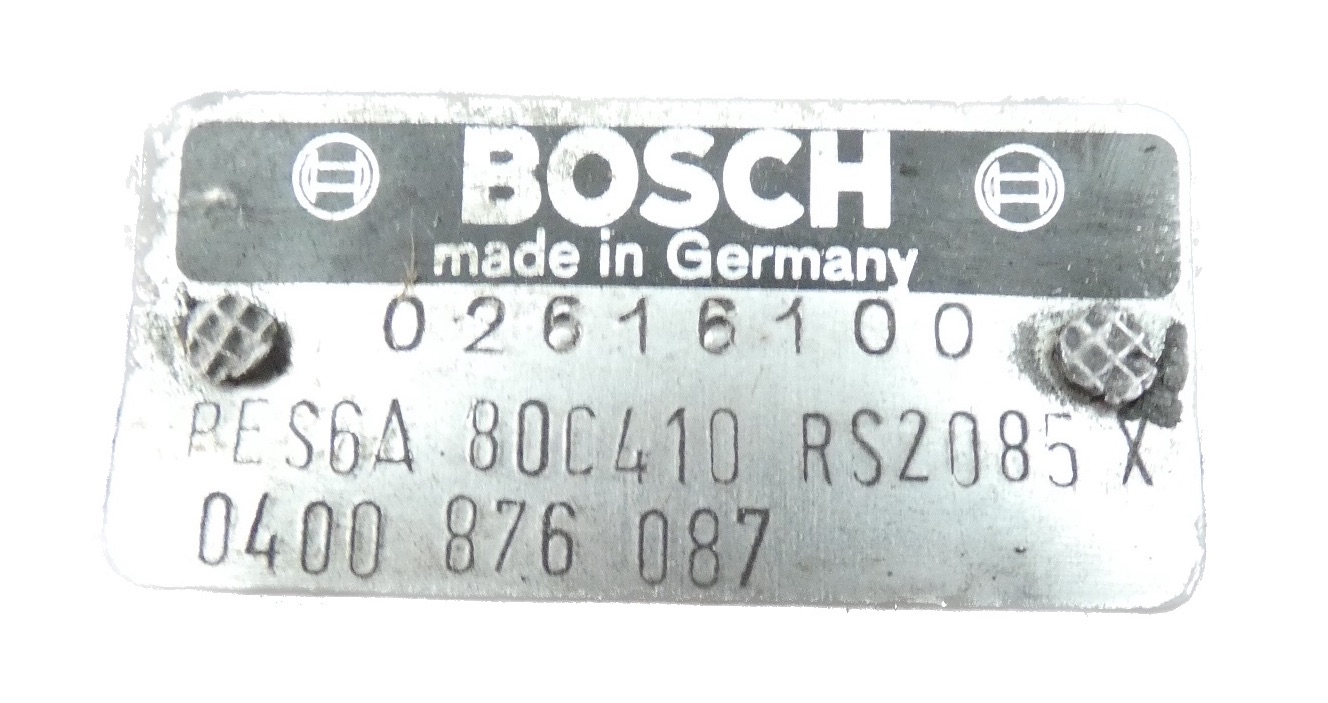 BOSCH
made in Germany
02616100
PES6A 80C410 RS2085 X
0400 876 087